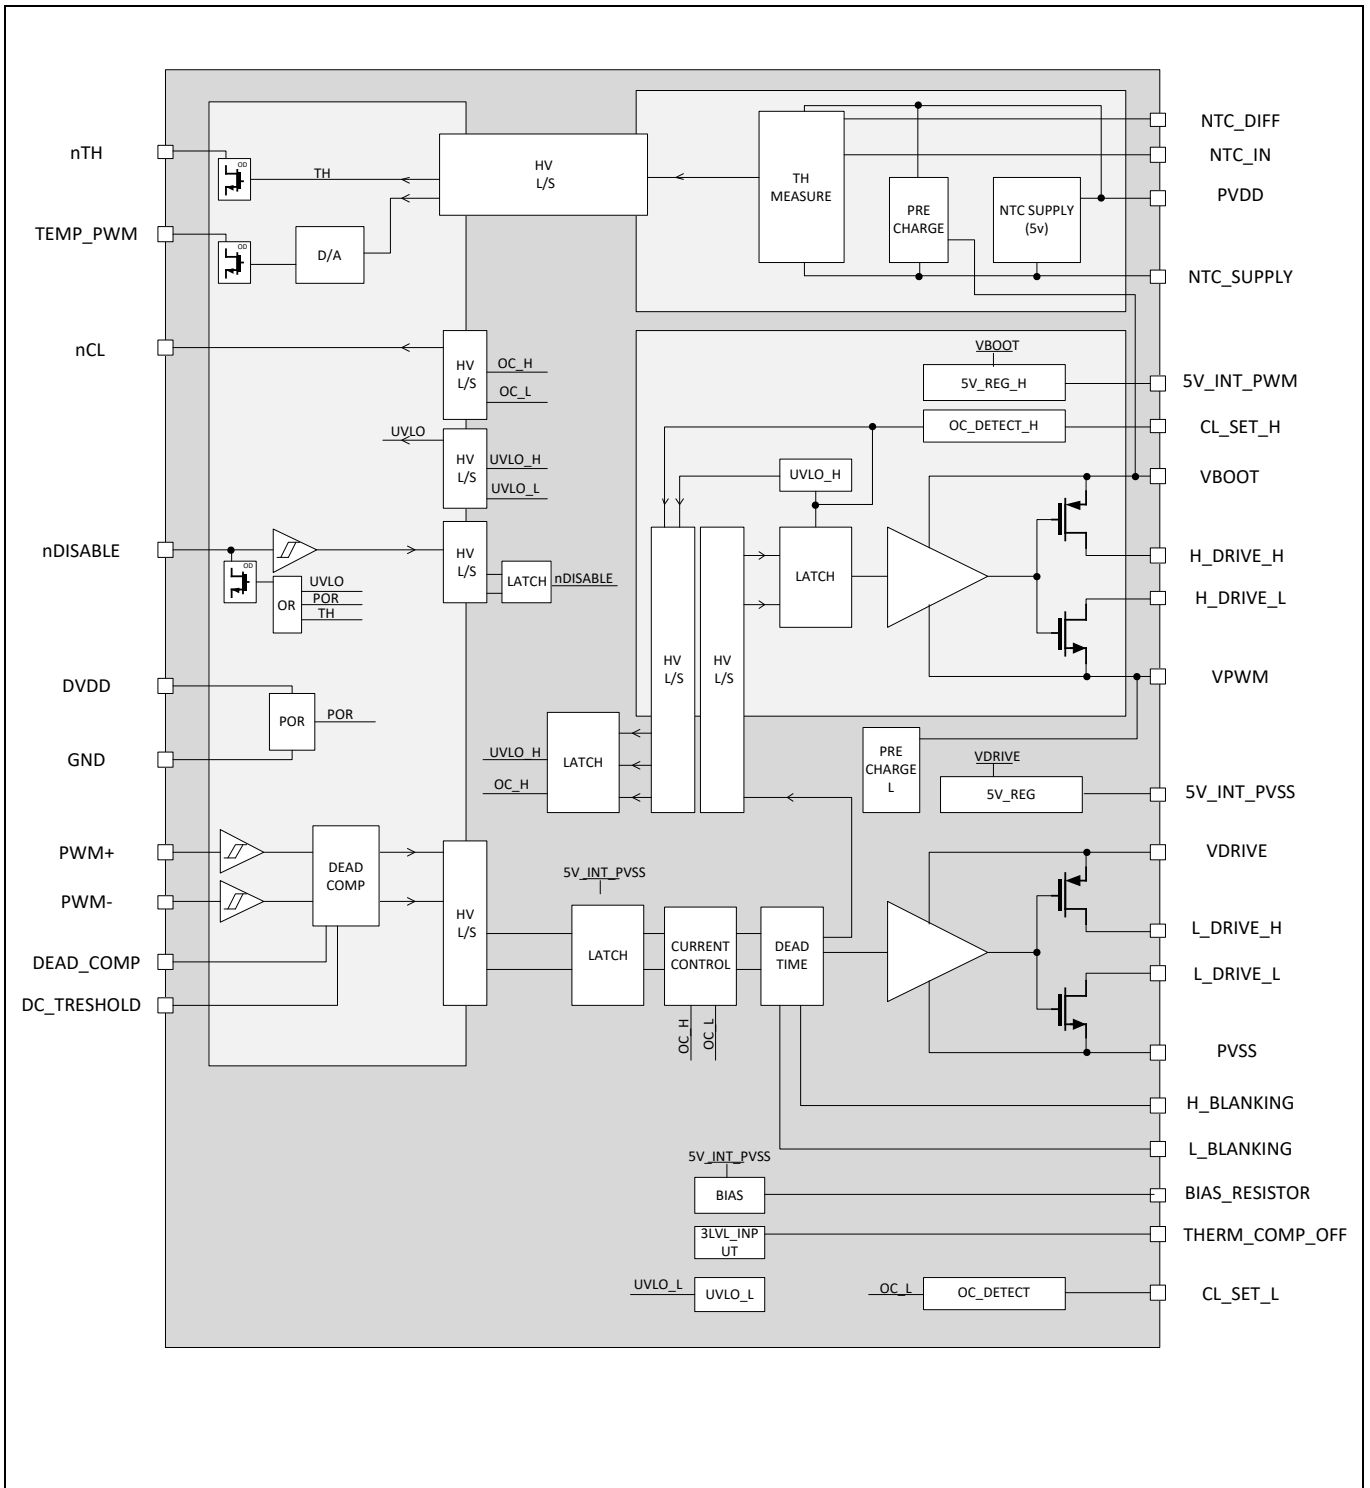 nTH
TEMP_PWM
nCL
nDISABLE
DVDD
GND
PWM+
PWM-
DEAD_COMP
DC_TRESHOLD
OD
TH
OD
D/A
HV
L/S
TH
MEASURE
PRE
CHARGE
NTC SUPPLY
(5v)
NTC_DIFF
NTC_IN
PVDD
NTC_SUPPLY
HV
L/S
OC_H
OC_L
UVLO
HV
L/S
UVLO_H
UVLO_L
HV
L/S
LATCH
nDISABLE
OD
OR
UVLO
POR
TH
POR
POR
VBOOT
5V_REG_H
OC_DETECT_H
UVLO_H
HV
L/S
HV
L/S
LATCH
5V_INT_PWM
CL_SET_H
VBOOT
H_DRIVE_H
H_DRIVE_L
VPWM
UVLO_H
OC_H
LATCH
PRE
CHARGE
L
VDRIVE
5V_REG
5V_INT_PVSS
DEAD
COMP
HV
L/S
5V_INT_PVSS
LATCH
CURRENT
CONTROL
OC_H
OC_L
DEAD
TIME
VDRIVE
L_DRIVE_H
L_DRIVE_L
PVSS
H_BLANKING
L_BLANKING
5V_INT_PVSS
BIAS
BIAS_RESISTOR
3LVL_INP
UT
THERM_COMP_OFF
UVLO_L
UVLO_L
OC_L
OC_DETECT
CL_SET_L